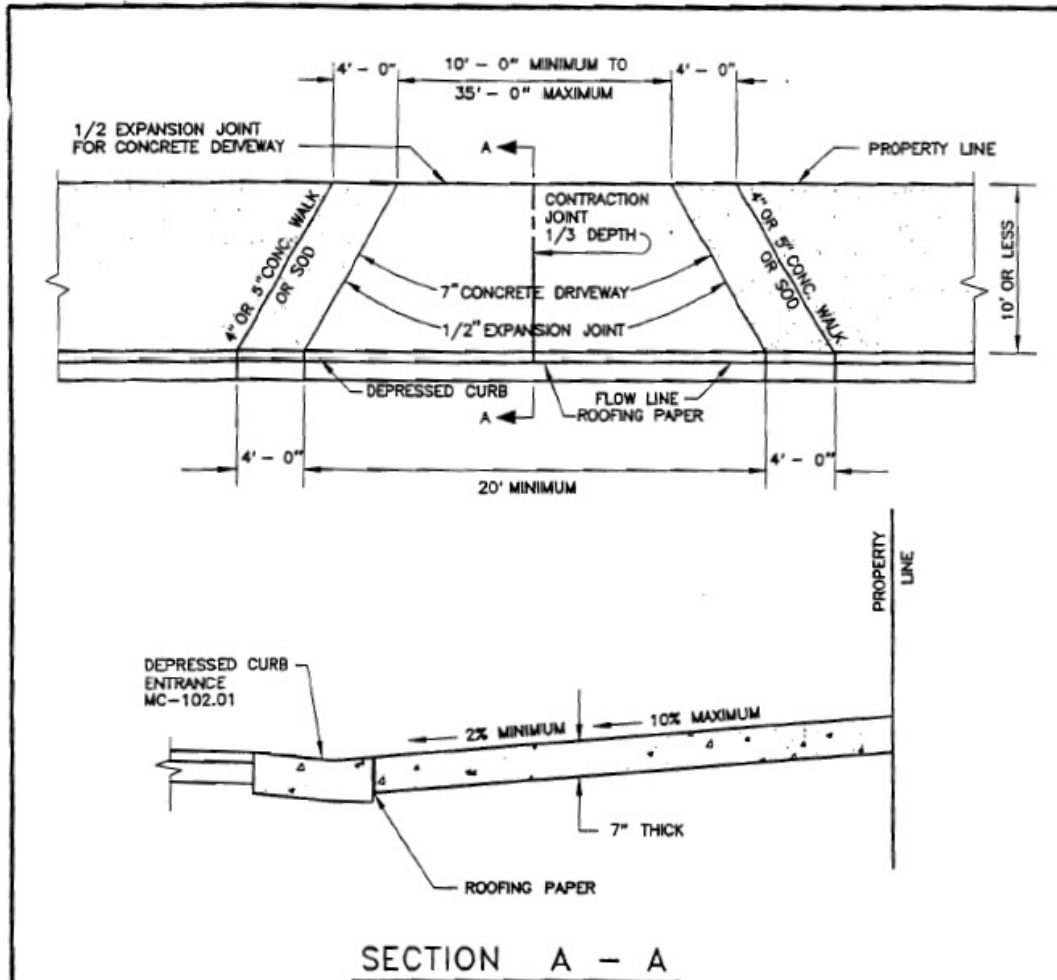 4' - 0"
10' - 0" MINIMUM TO
35' - 0" MAXIMUM
4' - 0"
1/2 EXPANSION JOINT
FOR CONCRETE DEIVEWAY
A
PROPERTY LINE
CONTRACTION
JOINT
1/3 DEPTH
4" OR 5" CONC. WALK
OR SOD
4" OR 5" CONC. WALK
OR SOD
10' OR LESS
7" CONCRETE DRIVEWAY
1/2" EXPANSION JOINT
DEPRESSED CURB
FLOW LINE
ROOFING PAPER
A
4' - 0"
20' MINIMUM
4' - 0"
PROPERTY
LINE
DEPRESSED CURB
ENTRANCE
MC-102.01
2% MINIMUM
10% MAXIMUM
7" THICK
ROOFING PAPER
SECTION A - A